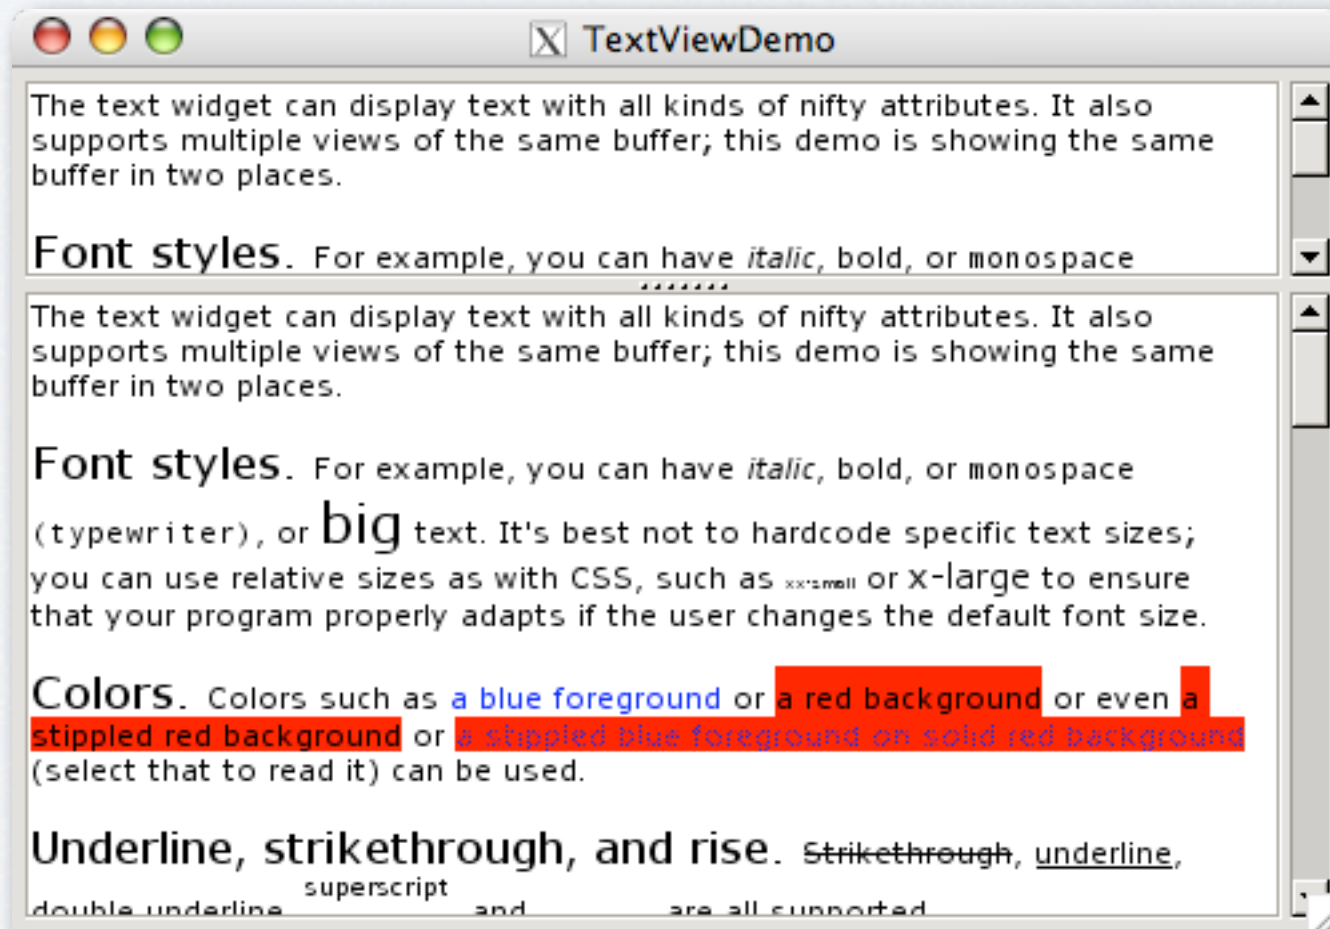 TextViewDemo
The text widget can display text with all kinds of nifty attributes. It also
supports multiple views of the same buffer; this demo is showing the same
buffer in two places.
Font styles. For example, you can have italic, bold, or monospace
The text widget can display text with all kinds of nifty attributes. It also
supports multiple views of the same buffer; this demo is showing the same
buffer in two places.
Font styles. For example, you can have italic, bold, or monospace
(typewriter), or big text. It's best not to hardcode specific text sizes;
you can use relative sizes as with CSS, such as xx-small or x-large to ensure
that your program properly adapts if the user changes the default font size.
Colors. Colors such as a blue foreground or a red background or even a
stippled red background or a stippled blue foreground on solid red background
(select that to read it) can be used.
Underline, strikethrough, and rise. Strikethrough, underline,
superscript
double underline, and are all supported